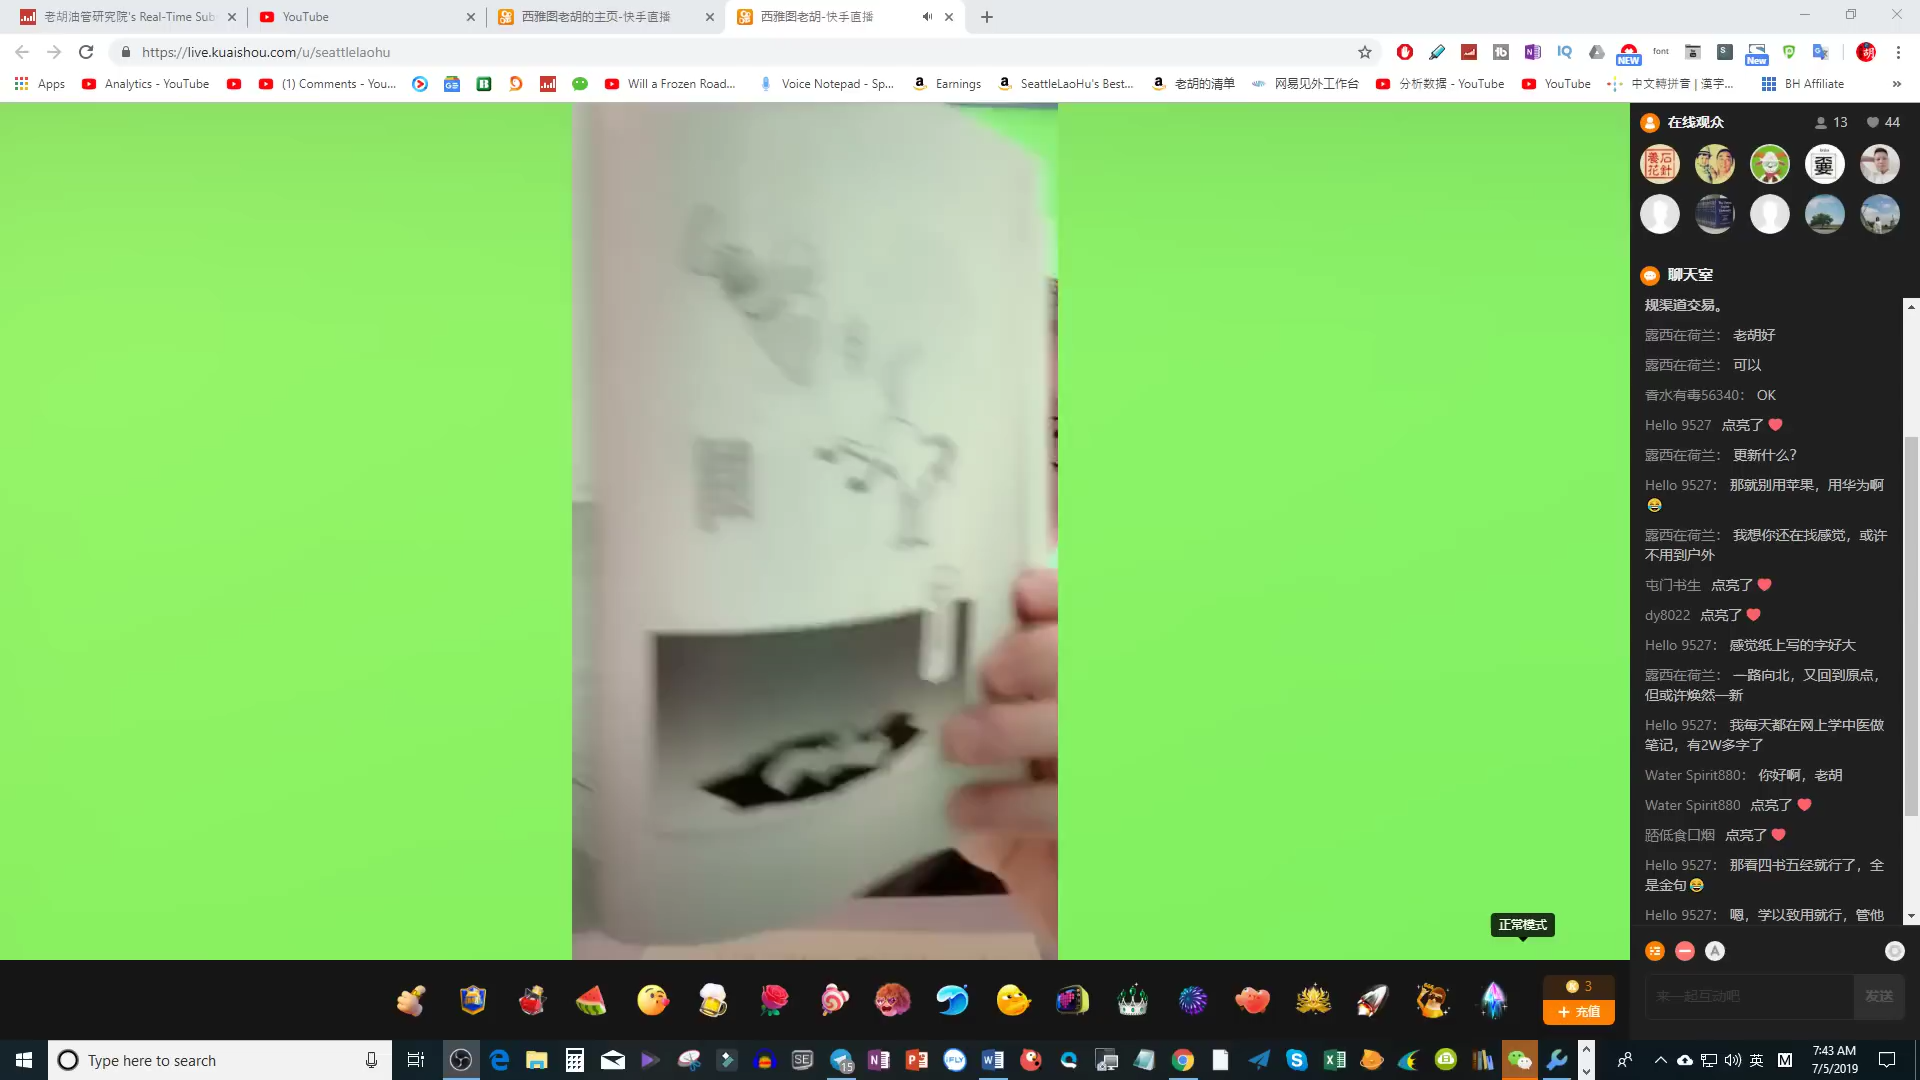 老胡油管研究院's Real-Time Sub
YouTube
西雅图老胡的主页-快手直播
西雅图老胡-快手直播
https://live.kuaishou.com/u/seattlelaohu
font
NEW
New
Apps
Analytics - YouTube
(1) Comments - You...
Will a Frozen Road...
Voice Notepad - Sp...
Earnings
SeattleLaoHu's Best...
老胡的清单
网易见外工作台
分析数据 - YouTube
YouTube
中文轉拼音 | 漢字...
BH Affiliate
在线观众
13
44
聊天室
规渠道交易。
露西在荷兰： 老胡好
露西在荷兰： 可以
香水有毒56340： OK
Hello 9527 点亮了
露西在荷兰： 更新什么?
Hello 9527： 那就别用苹果，用华为啊
露西在荷兰： 我想你还在找感觉，或许
不用到户外
屯门书生 点亮了
dy8022 点亮了
Hello 9527： 感觉纸上写的字好大
露西在荷兰： 一路向北，又回到原点，
但或许焕然一新
Hello 9527： 我每天都在网上学中医做
笔记，有2W多字了
Water Spirit880： 你好啊，老胡
Water Spirit880 点亮了
踮低食口烟 点亮了
Hello 9527： 那看四书五经就行了，全
是金句
Hello 9527： 嗯，学以致用就行，管他
正常模式
3
充值
来一起互动吧
发送
Type here to search
15
英
7:43 AM
7/5/2019